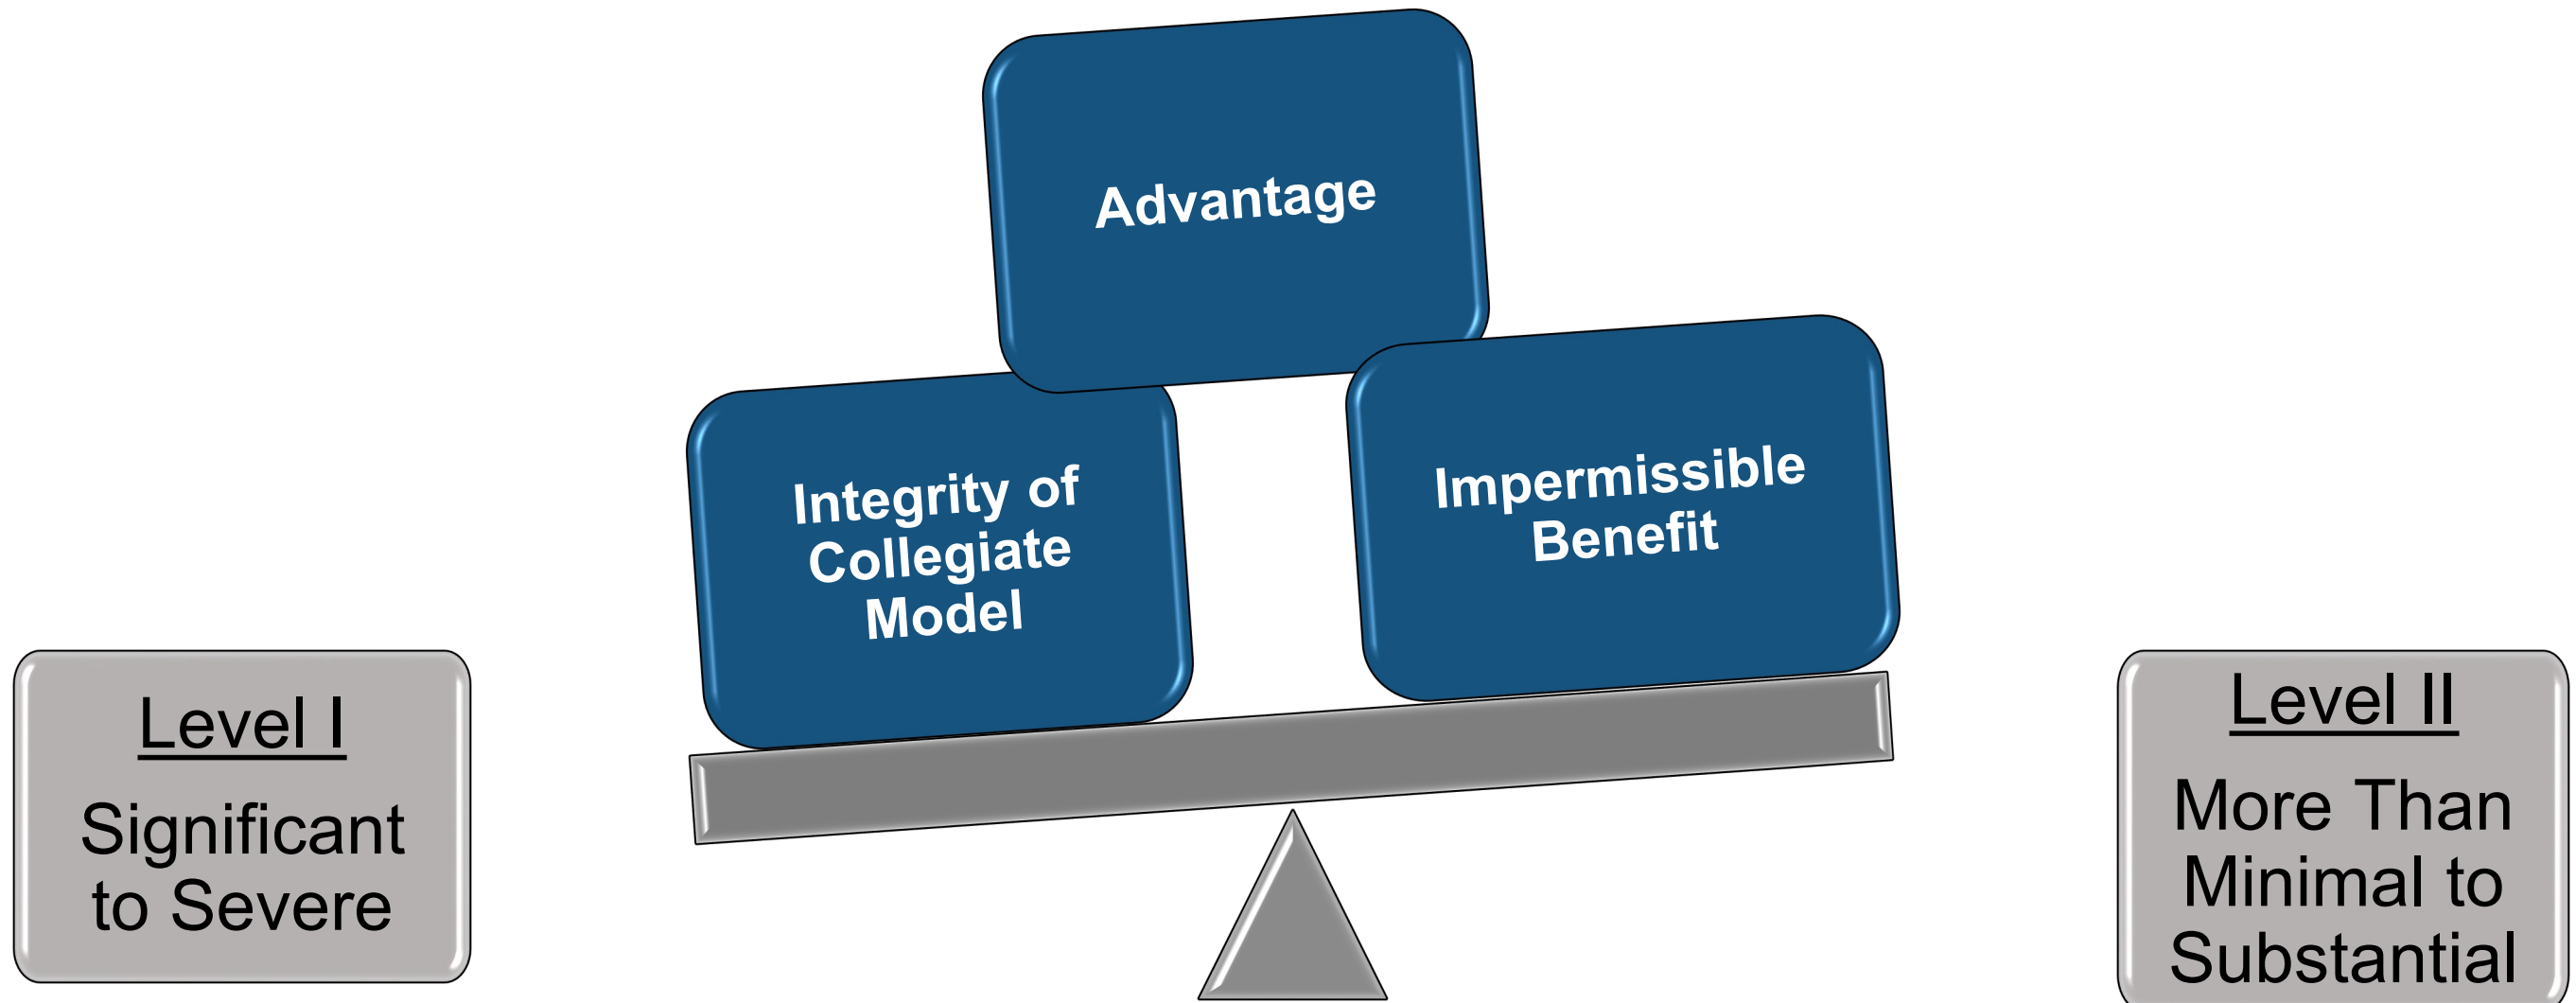 Advantage
Integrity of
Collegiate
Model
Impermissible
Benefit
Level I
Significant
to Severe
Level II
More Than
Minimal to
Substantial